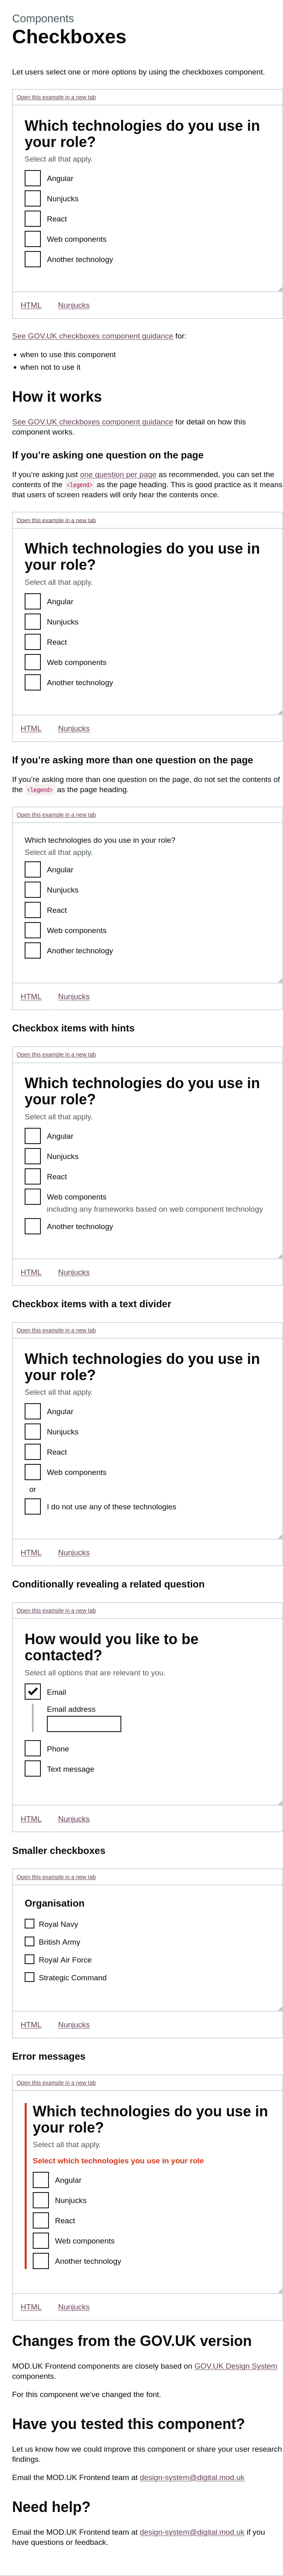 Components
Checkboxes
Let users select one or more options by using the checkboxes component.
Open this example in a new tab
Which technologies do you use in
your role?
Select all that apply.
Angular
Nunjucks
React
Web components
Another technology
HTML Nunjucks
See GOV.UK checkboxes component guidance for:
• when to use this component
• when not to use it
How it works
See GOV.UK checkboxes component guidance for detail on how this
component works.
If you’re asking one question on the page
If you’re asking just one question per page as recommended, you can set the
contents of the <legend> as the page heading. This is good practice as it means
that users of screen readers will only hear the contents once.
Open this example in a new tab
Which technologies do you use in
your role?
Select all that apply.
Angular
Nunjucks
React
Web components
Another technology
HTML Nunjucks
If you’re asking more than one question on the page
If you’re asking more than one question on the page, do not set the contents of
the <legend> as the page heading.
Open this example in a new tab
Which technologies do you use in your role?
Select all that apply.
Angular
Nunjucks
React
Web components
Another technology
HTML Nunjucks
Checkbox items with hints
Open this example in a new tab
Which technologies do you use in
your role?
Select all that apply.
Angular
Nunjucks
React
Web components
including any frameworks based on web component technology
Another technology
HTML Nunjucks
Checkbox items with a text divider
Open this example in a new tab
Which technologies do you use in
your role?
Select all that apply.
Angular
Nunjucks
React
Web components
or
I do not use any of these technologies
HTML Nunjucks
Conditionally revealing a related question
Open this example in a new tab
How would you like to be
contacted?
Select all options that are relevant to you.
Email
Email address
Phone
Text message
HTML Nunjucks
Smaller checkboxes
Open this example in a new tab
Organisation
Royal Navy
British Army
Royal Air Force
Strategic Command
HTML Nunjucks
Error messages
Open this example in a new tab
Which technologies do you use in
your role?
Select all that apply.
Select which technologies you use in your role
Angular
Nunjucks
React
Web components
Another technology
HTML Nunjucks
Changes from the GOV.UK version
MOD.UK Frontend components are closely based on GOV.UK Design System
components.
For this component we’ve changed the font.
Have you tested this component?
Let us know how we could improve this component or share your user research
findings.
Email the MOD.UK Frontend team at design-system@digital.mod.uk
Need help?
Email the MOD.UK Frontend team at design-system@digital.mod.uk if you
have questions or feedback.